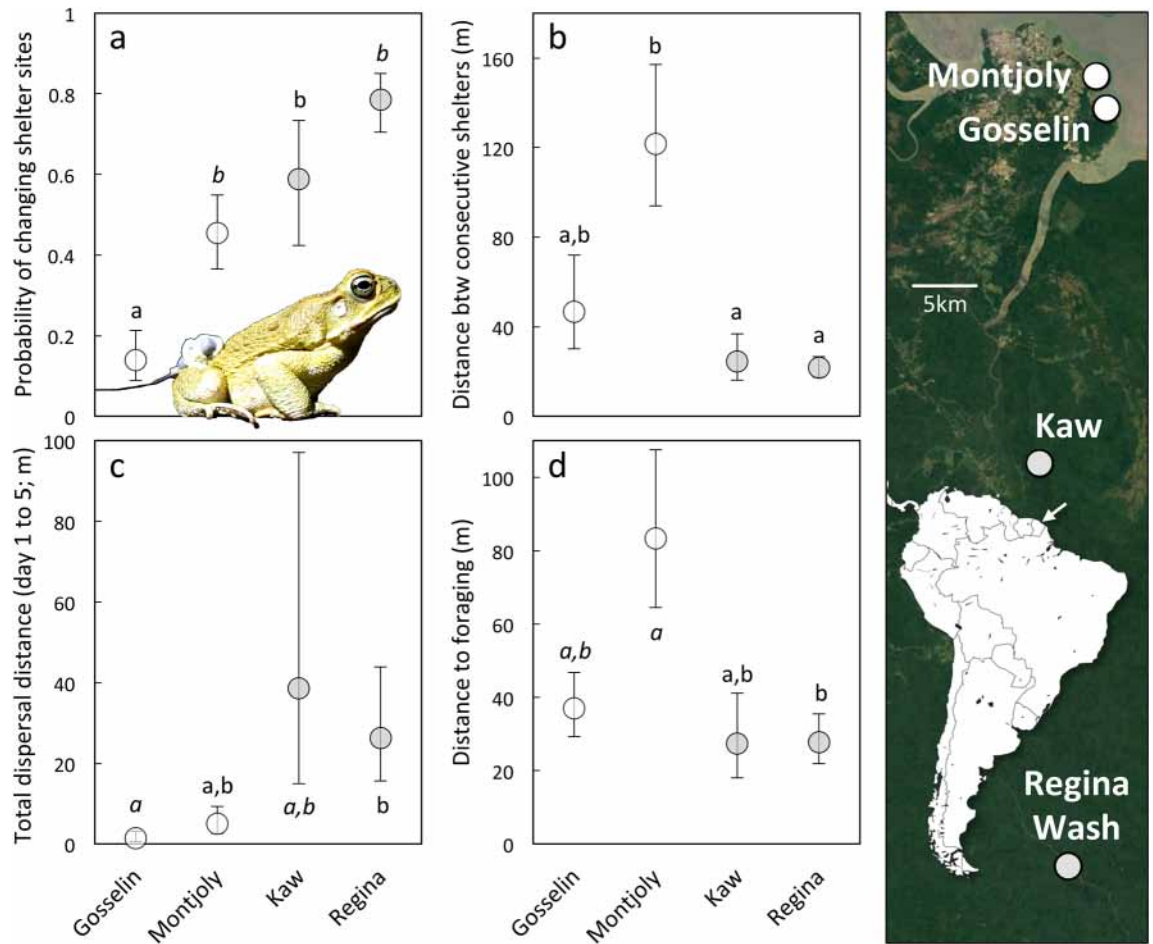 a
Probability of changing shelter sites
1
0.8
0.6
0.4
0.2
0
a
b
b
b
b
Distance btw consecutive shelters (m)
160
120
80
40
0
a,b
b
a
a
c
Total dispersal distance (day 1 to 5; m)
100
80
60
40
20
0
a
a,b
a,b
b
Gosselin
Montjoly
Kaw
Regina
d
Distance to foraging (m)
100
80
60
40
20
0
a,b
a
a,b
b
Gosselin
Montjoly
Kaw
Regina
Montjoly
Gosselin
5km
Kaw
Regina
Wash